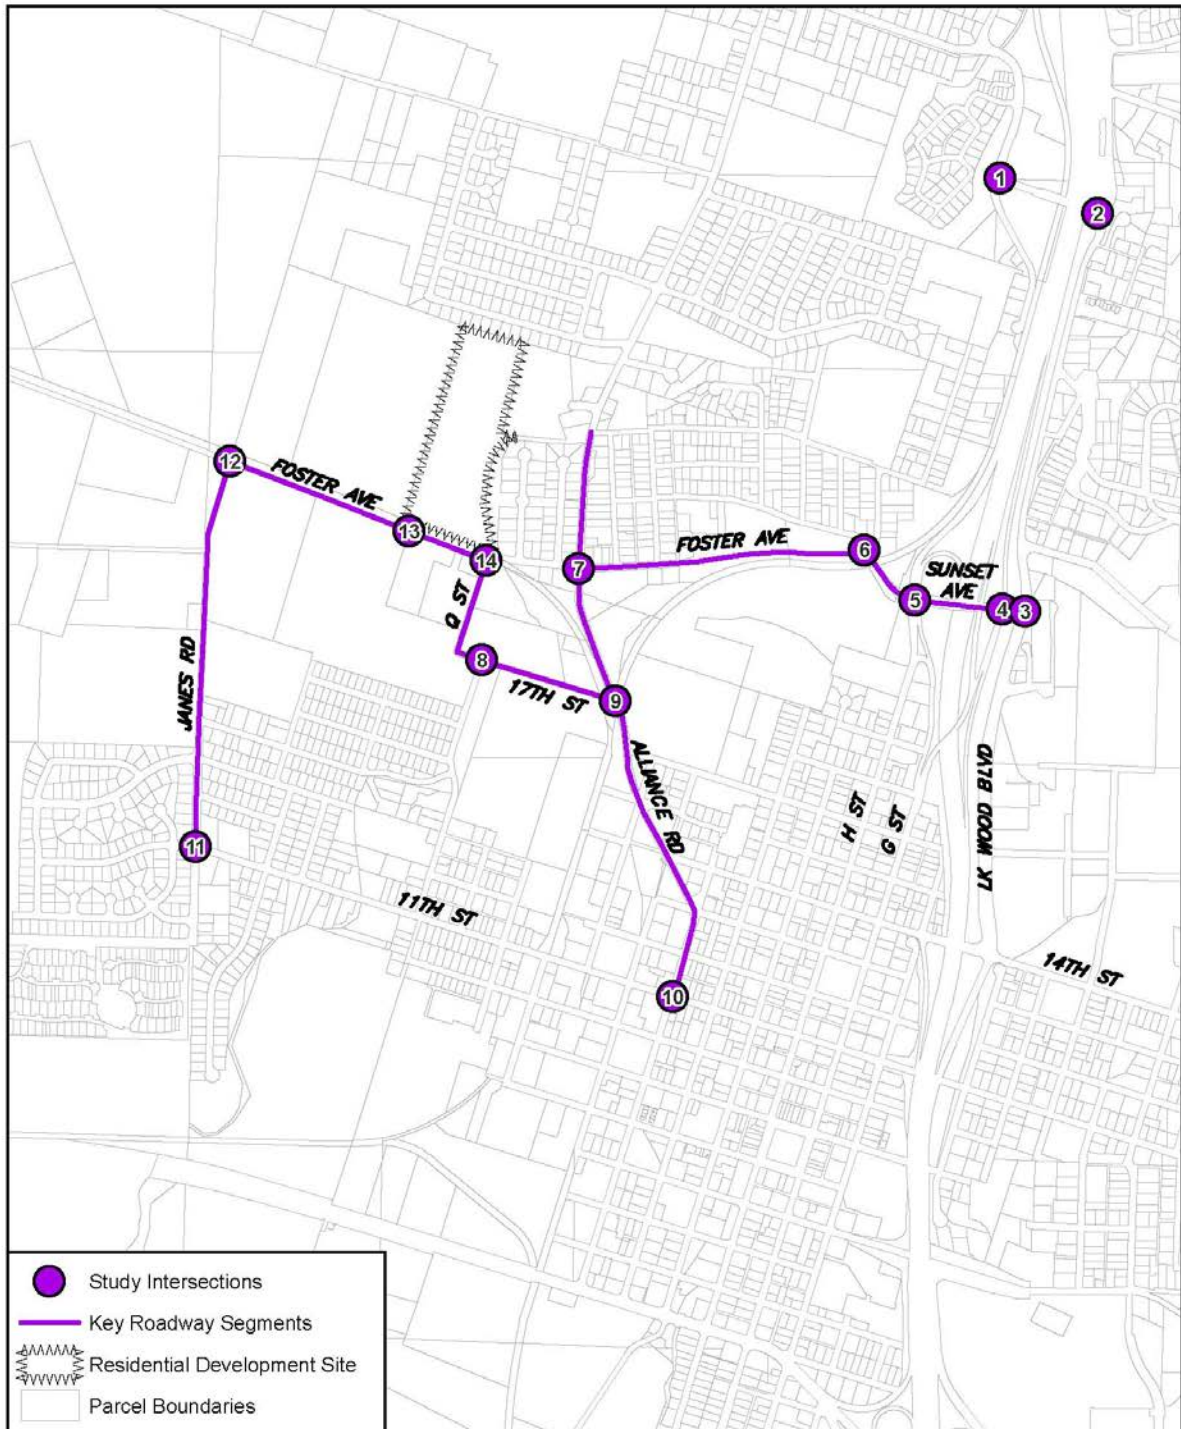 1
2
12
FOSTER AVE
13
14
7
FOSTER AVE
6
SUNSET
AVE
5
4
3
Q ST
8
17TH ST
9
JANES RD
ALLIANCE RD
H ST
G ST
LK WOOD BLVD
11
11TH ST
10
14TH ST
Study Intersections
Key Roadway Segments
Residential Development Site
Parcel Boundaries